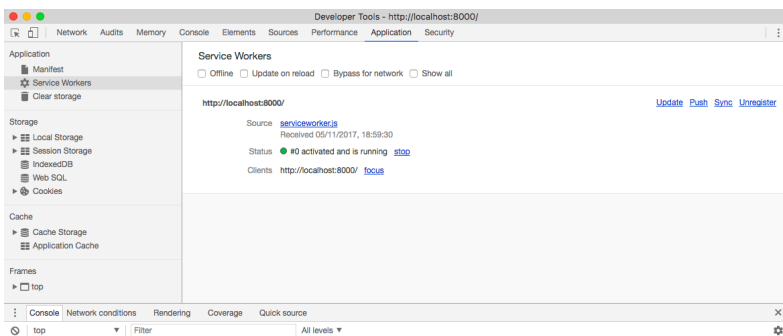 Developer Tools - http://localhost:8000/
Network Audits Memory Console Elements Sources Performance Application Security
Application
Manifest
Service Workers
Clear storage
Storage
Local Storage
Session Storage
IndexedDB
Web SQL
Cookies
Cache
Cache Storage
Application Cache
Frames
top
Service Workers
Offline Update on reload Bypass for network Show all
http://localhost:8000/ Update Push Sync Unregister
Source serviceworker.js
Received 05/11/2017, 18:59:30
Status #0 activated and is running stop
Clients http://localhost:8000/ focus
Console Network conditions Rendering Coverage Quick source
top Filter All levels